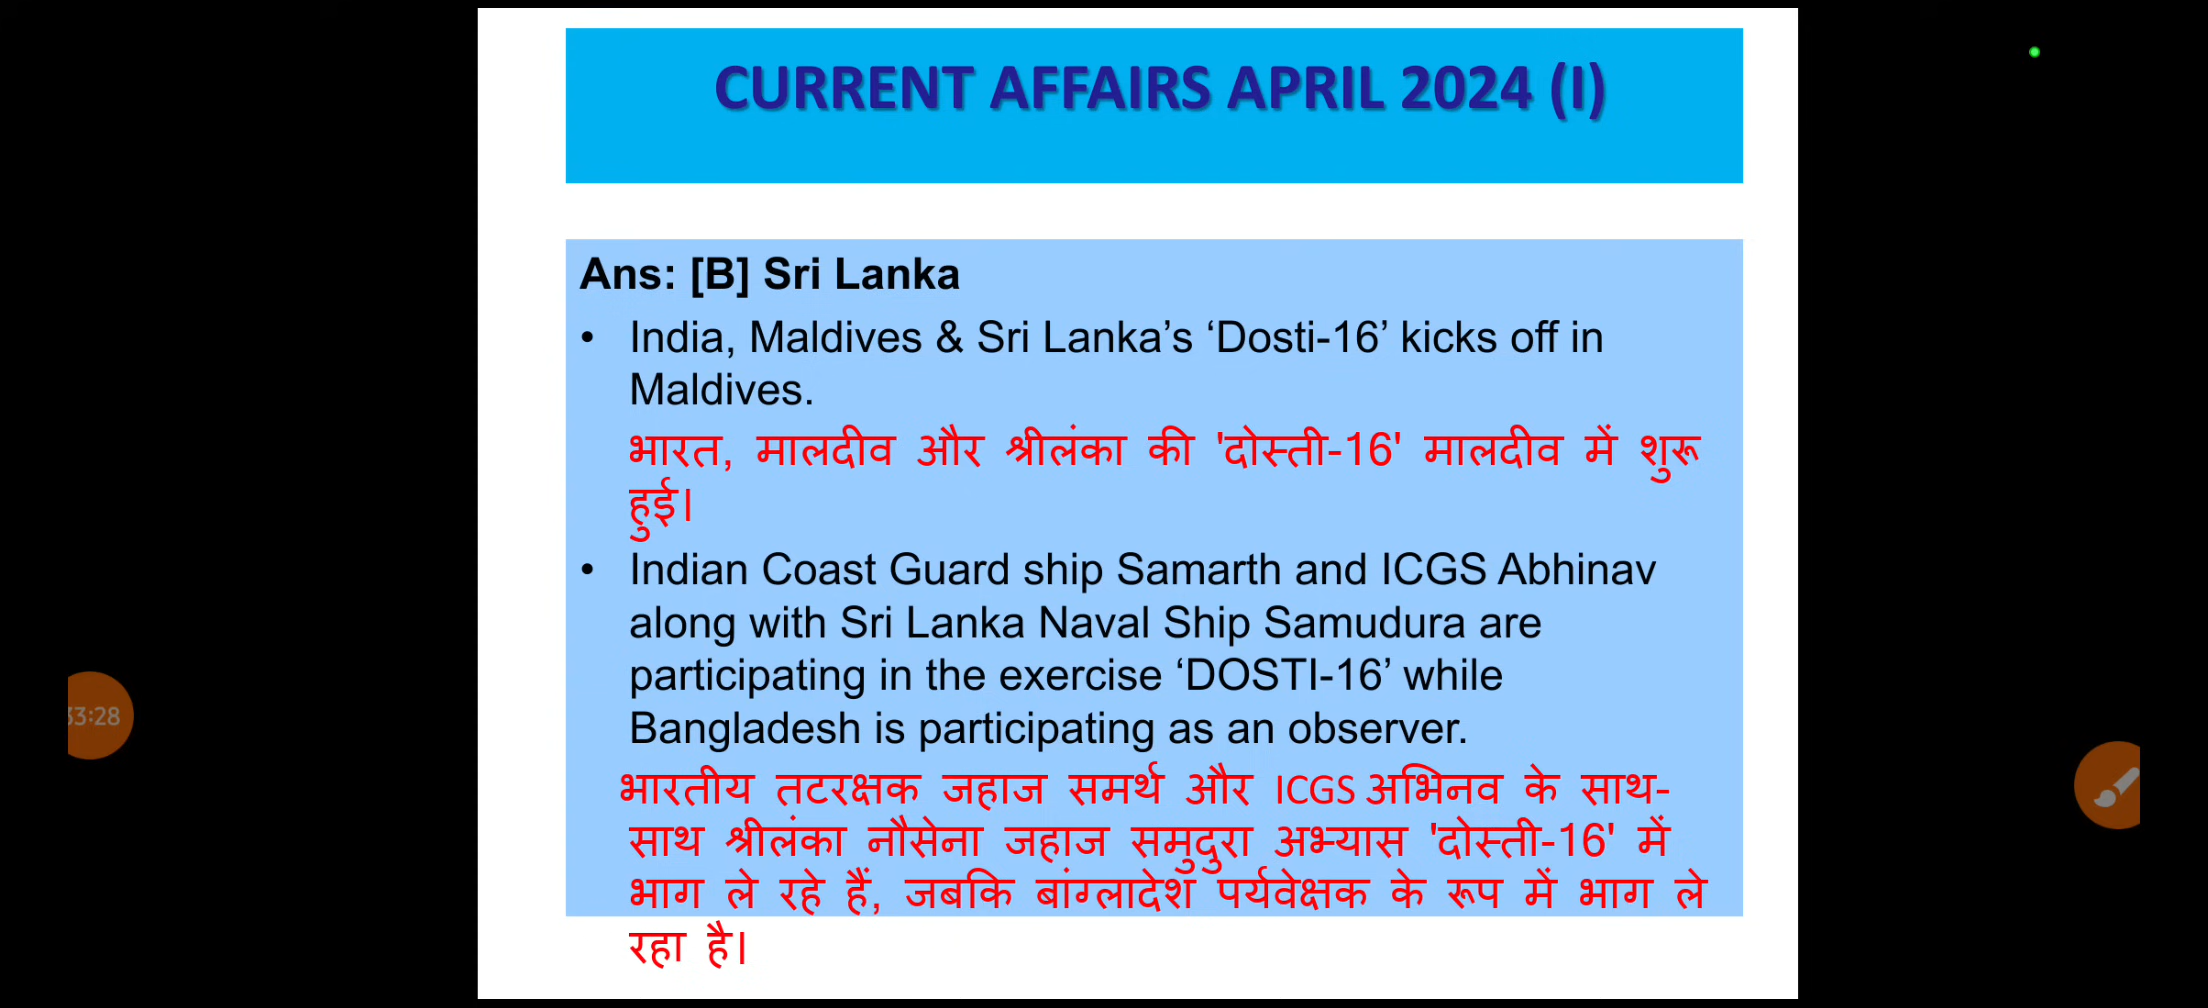 CURRENT AFFAIRS APRIL 2024 (I)
Ans: [B] Sri Lanka
• India, Maldives & Sri Lanka’s ‘Dosti-16’ kicks off in
Maldives.
भारत, मालदीव और श्रीलंका की 'दोस्ती-16' मालदीव में शुरू
हुई।
• Indian Coast Guard ship Samarth and ICGS Abhinav
along with Sri Lanka Naval Ship Samudura are
participating in the exercise ‘DOSTI-16’ while
Bangladesh is participating as an observer.
भारतीय तटरक्षक जहाज समर्थ और ICGS अभिनव के साथ-
साथ श्रीलंका नौसेना जहाज समुदुरा अभ्यास 'दोस्ती-16' में
भाग ले रहे हैं, जबकि बांग्लादेश पर्यवेक्षक के रूप में भाग ले
रहा है।
33:28